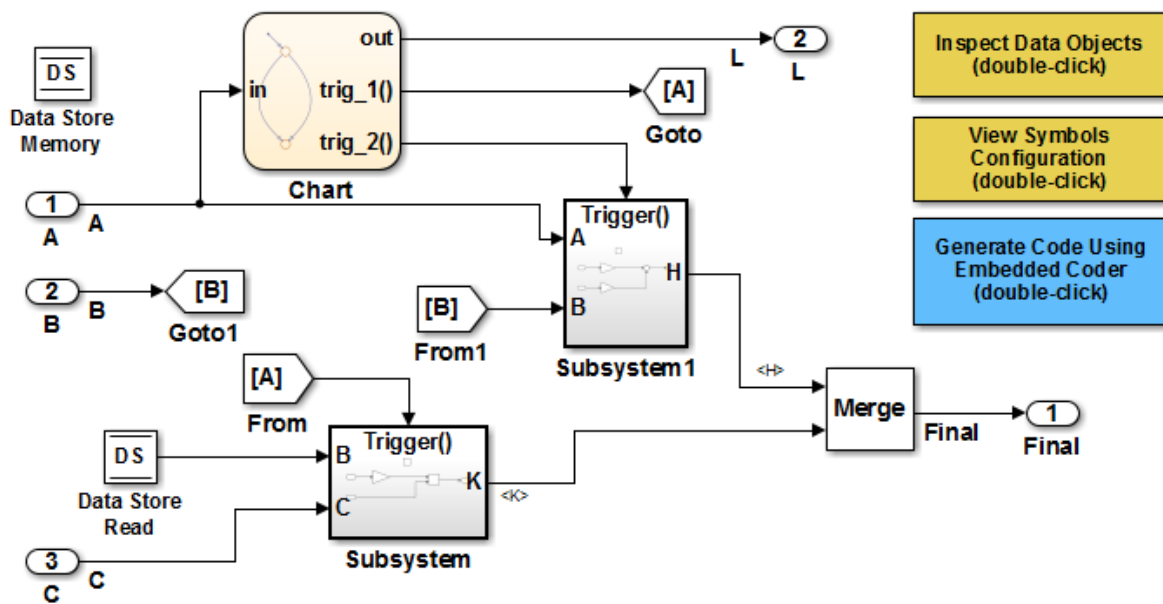 out
2
L
L
Inspect Data Objects
(double-click)
DS
Data Store
Memory
in
trig_1()
[A]
Goto
trig_2()
Chart
View Symbols
Configuration
(double-click)
1
A
A
Trigger()
A
H
B
Subsystem1
Generate Code Using
Embedded Coder
(double-click)
2
B
B
[B]
Goto1
[B]
From1
[A]
From
<H>
Merge
Final
1
Final
Trigger()
B
K
C
Subsystem
<K>
DS
Data Store
Read
3
C
C